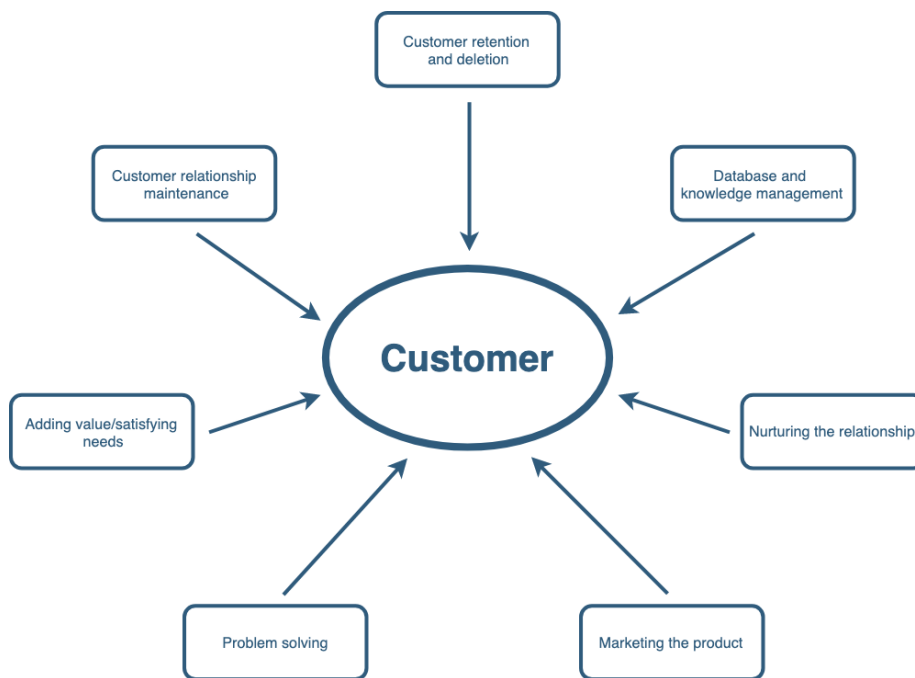 Customer retention
and deletion
Customer relationship
maintenance
Database and
knowledge management
Customer
Adding value/satisfying
needs
Nurturing the relationship
Problem solving
Marketing the product